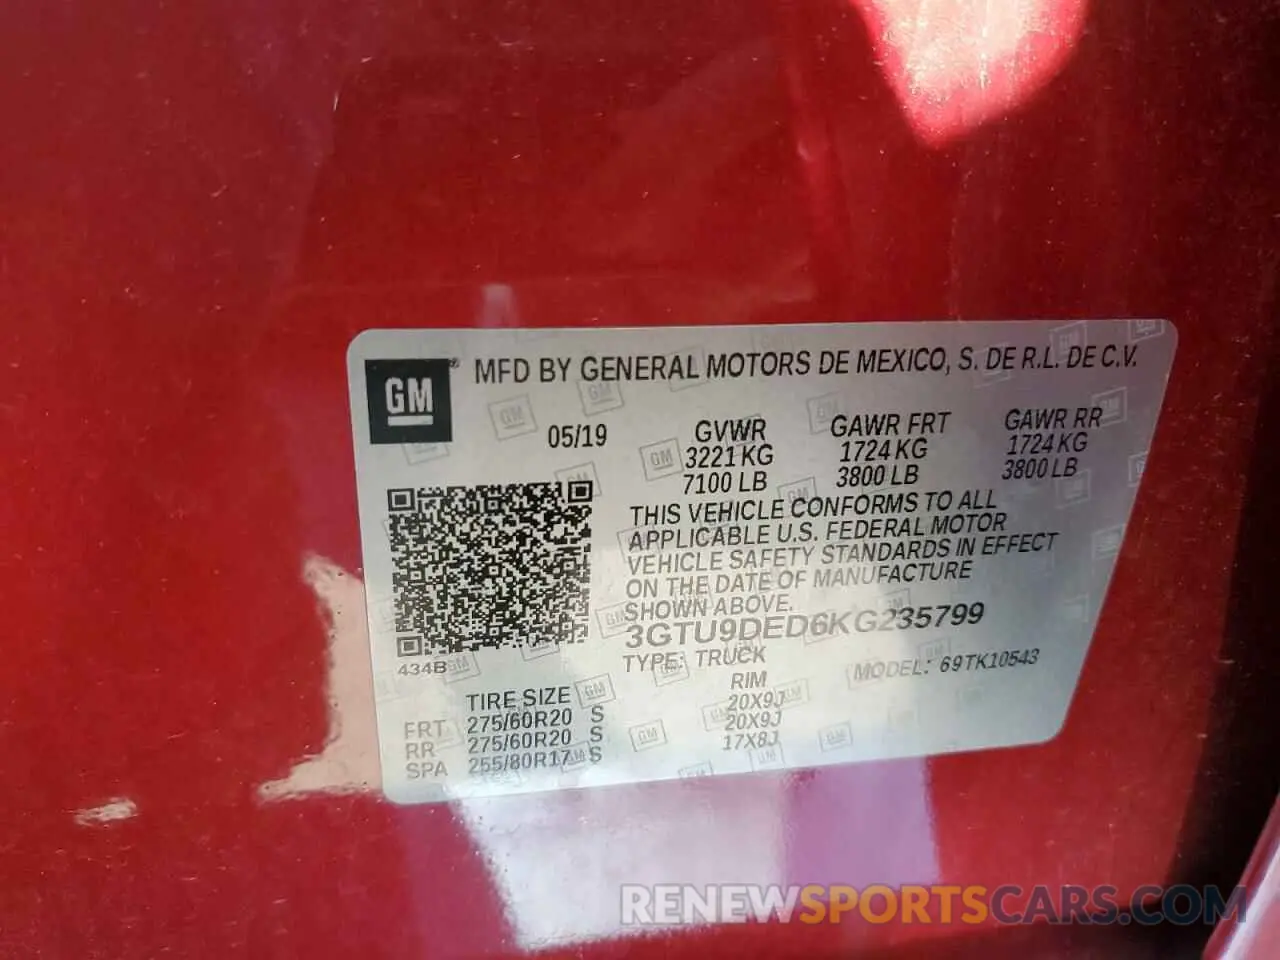 GM® MFD BY GENERAL MOTORS DE MEXICO, S. DE R.L. DE C.V.
05/19 GVWR GAWR FRT GAWR RR
3221 KG 1724 KG 1724 KG
7100 LB 3800 LB 3800 LB
THIS VEHICLE CONFORMS TO ALL
APPLICABLE U.S. FEDERAL MOTOR
VEHICLE SAFETY STANDARDS IN EFFECT
ON THE DATE OF MANUFACTURE
SHOWN ABOVE.
3GTU9DED6KG235799
434B TYPE: TRUCK MODEL: 69TK10543
TIRE SIZE RIM
FRT 275/60R20 S 20X9J
RR 275/60R20 S 20X9J
SPA 255/80R17 S 17X8J
RENEWSPORTSCARS.COM